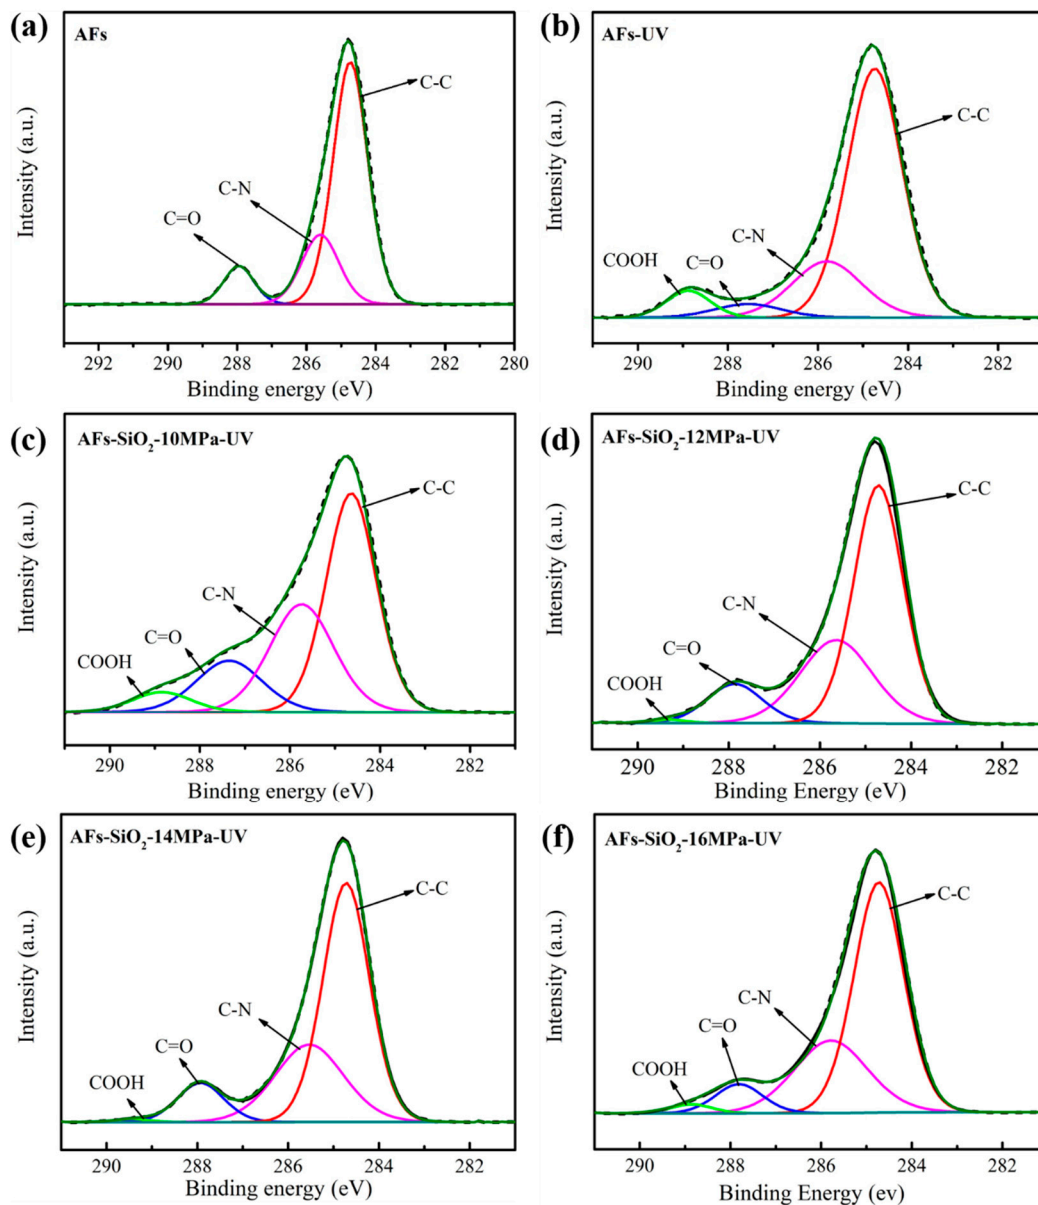 (a)
AFs
C-C
C-N
C=O
Intensity (a.u.)
292 290 288 286 284 282 280
Binding energy (eV)
(b)
AFs-UV
C-C
C-N
COOH
C=O
Intensity (a.u.)
290 288 286 284 282
Binding energy (eV)
(c)
AFs-SiO₂-10MPa-UV
C-C
C-N
C=O
COOH
Intensity (a.u.)
290 288 286 284 282
Binding energy (eV)
(d)
AFs-SiO₂-12MPa-UV
C-C
C-N
C=O
COOH
Intensity (a.u.)
290 288 286 284 282
Binding Energy (eV)
(e)
AFs-SiO₂-14MPa-UV
C-C
C-N
C=O
COOH
Intensity (a.u.)
290 288 286 284 282
Binding energy (eV)
(f)
AFs-SiO₂-16MPa-UV
C-C
C-N
C=O
COOH
Intensity (a.u.)
290 288 286 284 282
Binding Energy (ev)